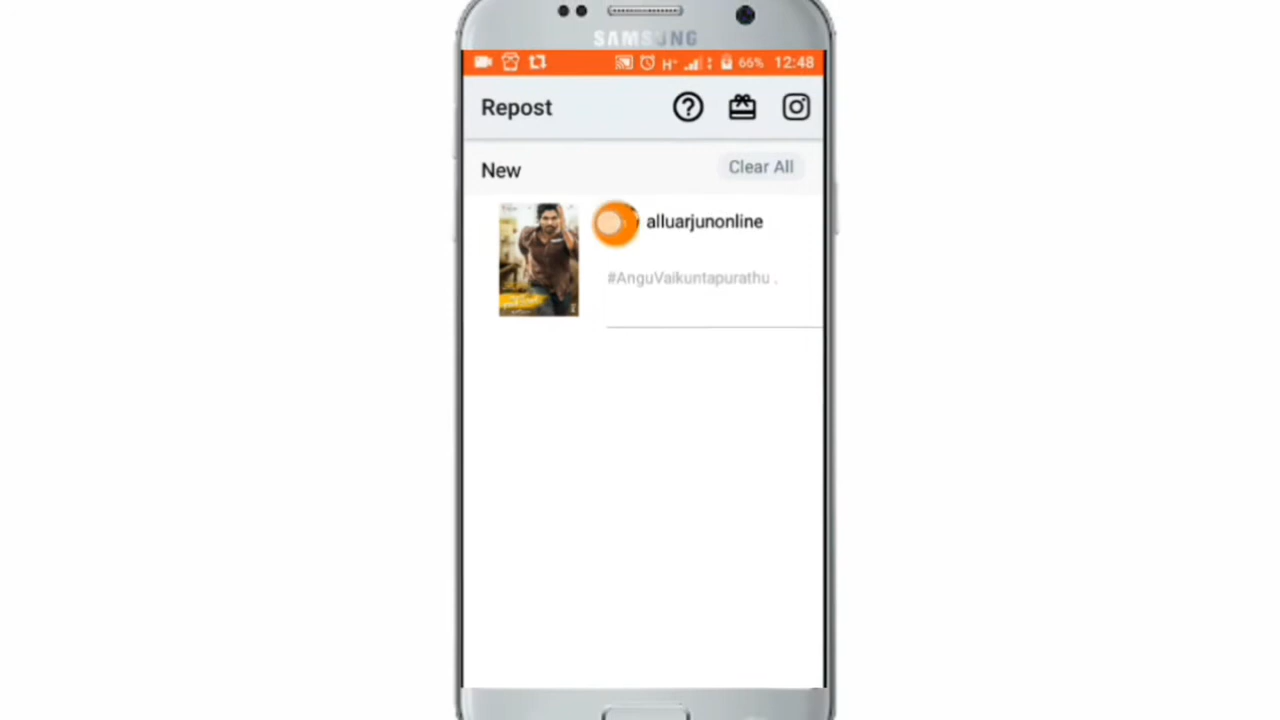 SAMSUNG
H+ 66% 12:48
Repost
New
Clear All
alluarjunonline
#AnguVaikuntapurathu .